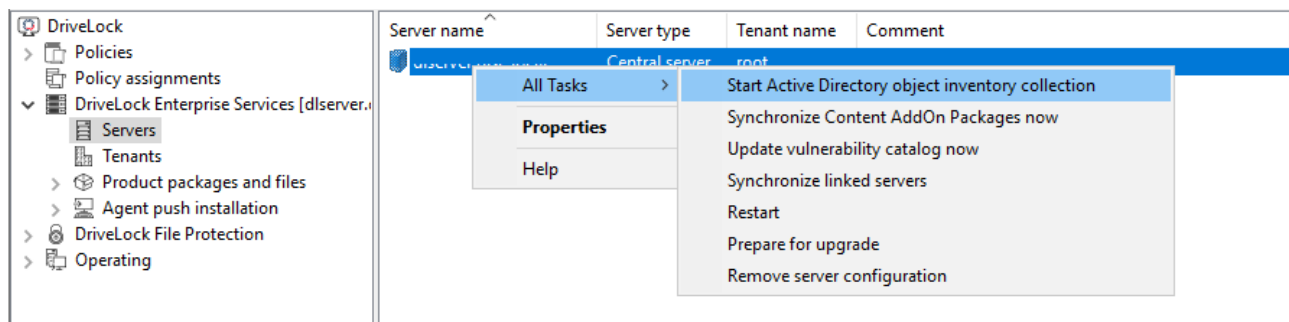 DriveLock
Policies
Policy assignments
DriveLock Enterprise Services [dlserver.
Servers
Tenants
Product packages and files
Agent push installation
DriveLock File Protection
Operating
Server name Server type Tenant name Comment
Central server root
All Tasks
Properties
Help
Start Active Directory object inventory collection
Synchronize Content AddOn Packages now
Update vulnerability catalog now
Synchronize linked servers
Restart
Prepare for upgrade
Remove server configuration